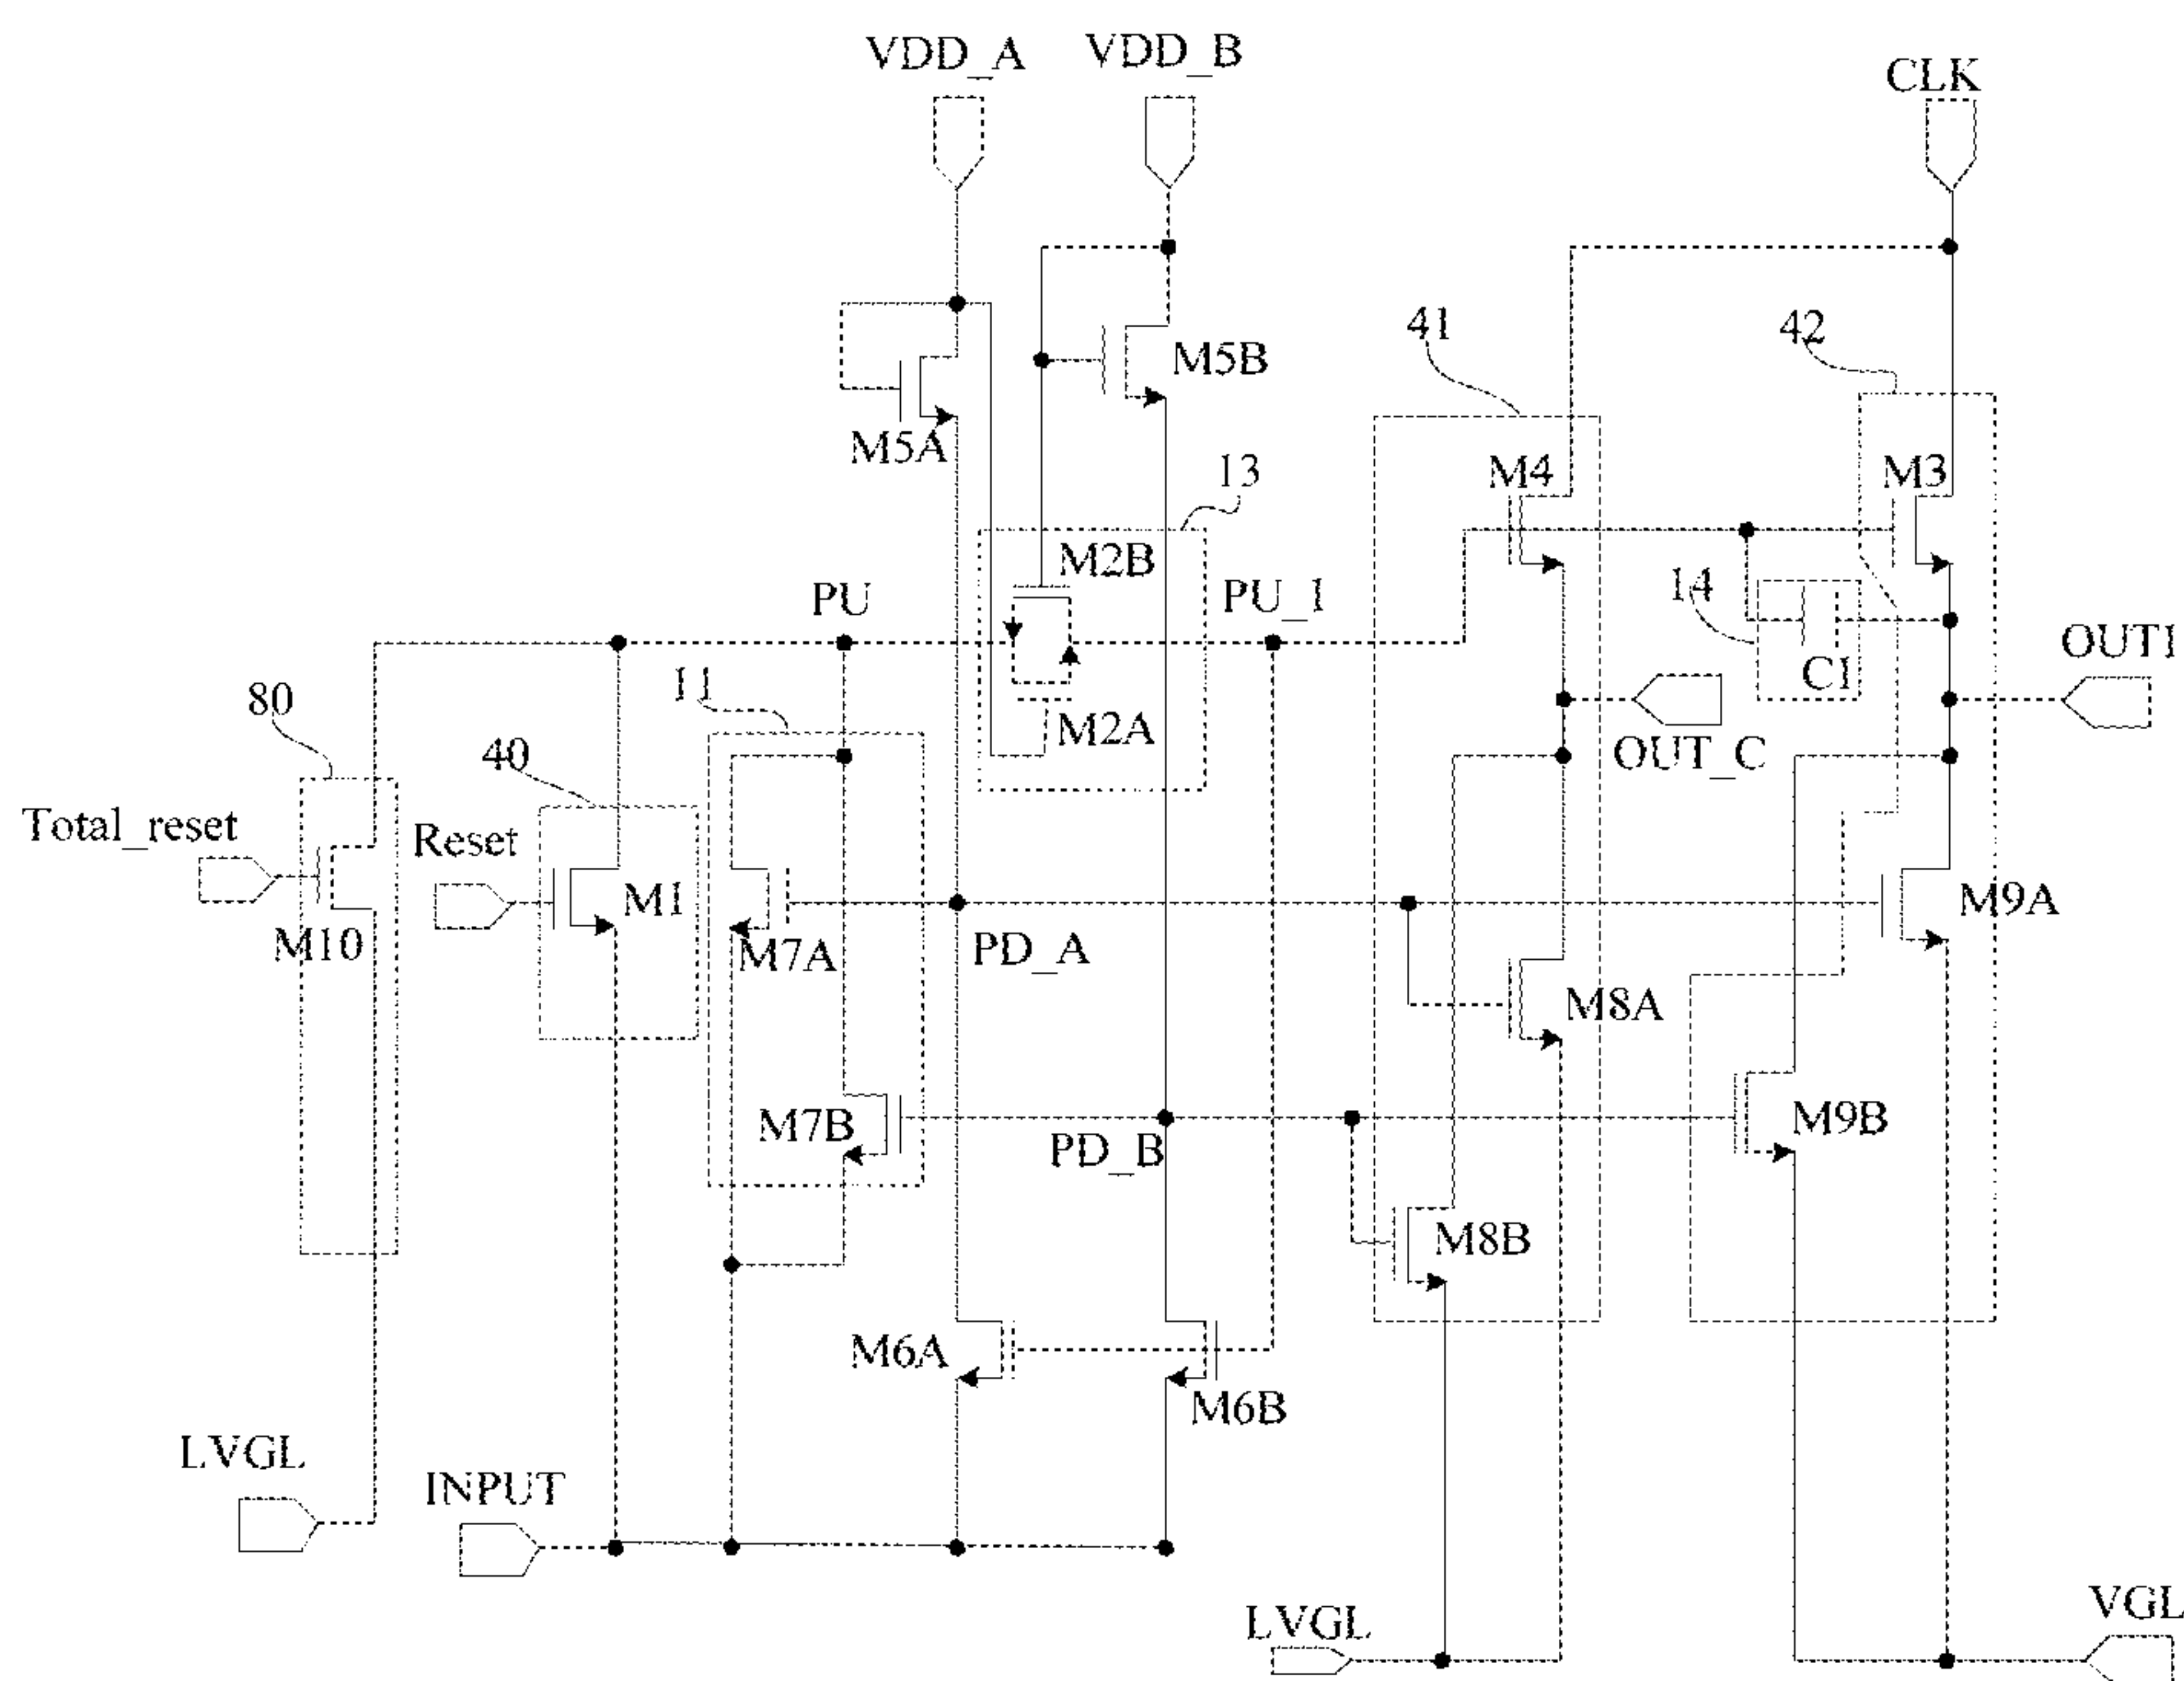 VDD_A
VDD_B
CLK
M5B
M5A
41
42
13
M4
M3
M2B
PU
PU_1
14
C1
OUT1
11
M2A
80
40
OUT_C
Total_reset
Reset
M1
M10
M7A
PD_A
M9A
M8A
M7B
PD_B
M9B
M8B
M6A
M6B
LVGL
INPUT
LVGL
VGL